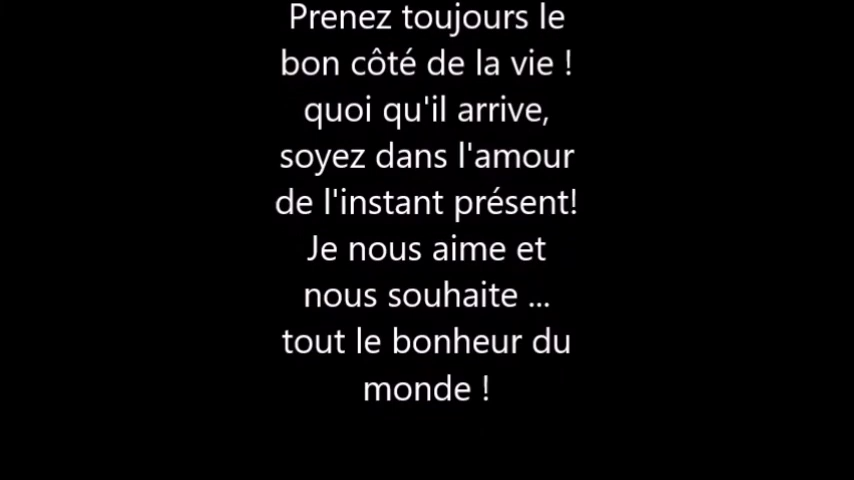 Prenez toujours le
bon côté de la vie !
quoi qu'il arrive,
soyez dans l'amour
de l'instant présent!
Je nous aime et
nous souhaite ...
tout le bonheur du
monde !